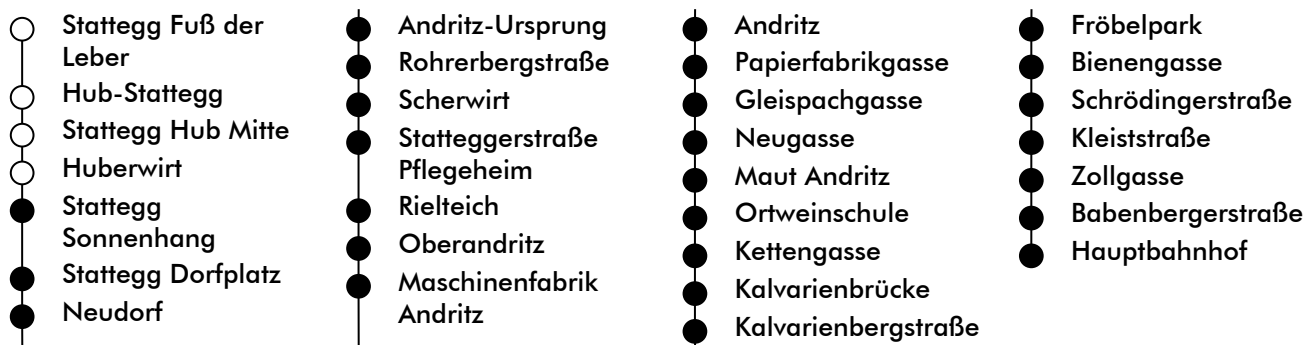 Stattegg Fuß der
Leber
Hub-Stattegg
Stattegg Hub Mitte
Huberwirt
Stattegg
Sonnenhang
Stattegg Dorfplatz
Neudorf
Andritz-Ursprung
Rohrerbergstraße
Scherwirt
Statteggerstraße
Pflegeheim
Rielteich
Oberandritz
Maschinenfabrik
Andritz
Andritz
Papierfabrikgasse
Gleispachgasse
Neugasse
Maut Andritz
Ortweinschule
Kettengasse
Kalvarienbrücke
Kalvarienbergstraße
Fröbelpark
Bienengasse
Schrödingerstraße
Kleiststraße
Zollgasse
Babenbergerstraße
Hauptbahnhof